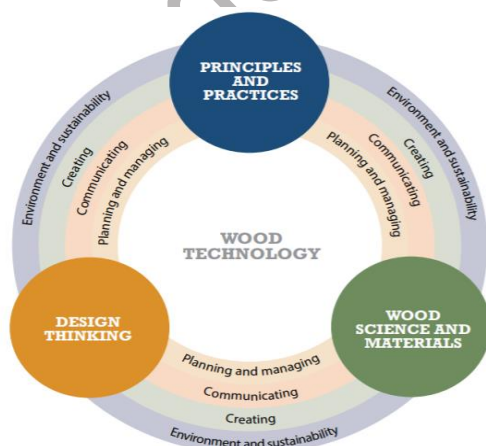 PRINCIPLES
AND
PRACTICES
Environment and sustainability
Creating
Communicating
Planning and managing
Planning and managing
Communicating
Creating
Environment and sustainability
WOOD
TECHNOLOGY
DESIGN
THINKING
WOOD
SCIENCE AND
MATERIALS
Planning and managing
Communicating
Creating
Environment and sustainability